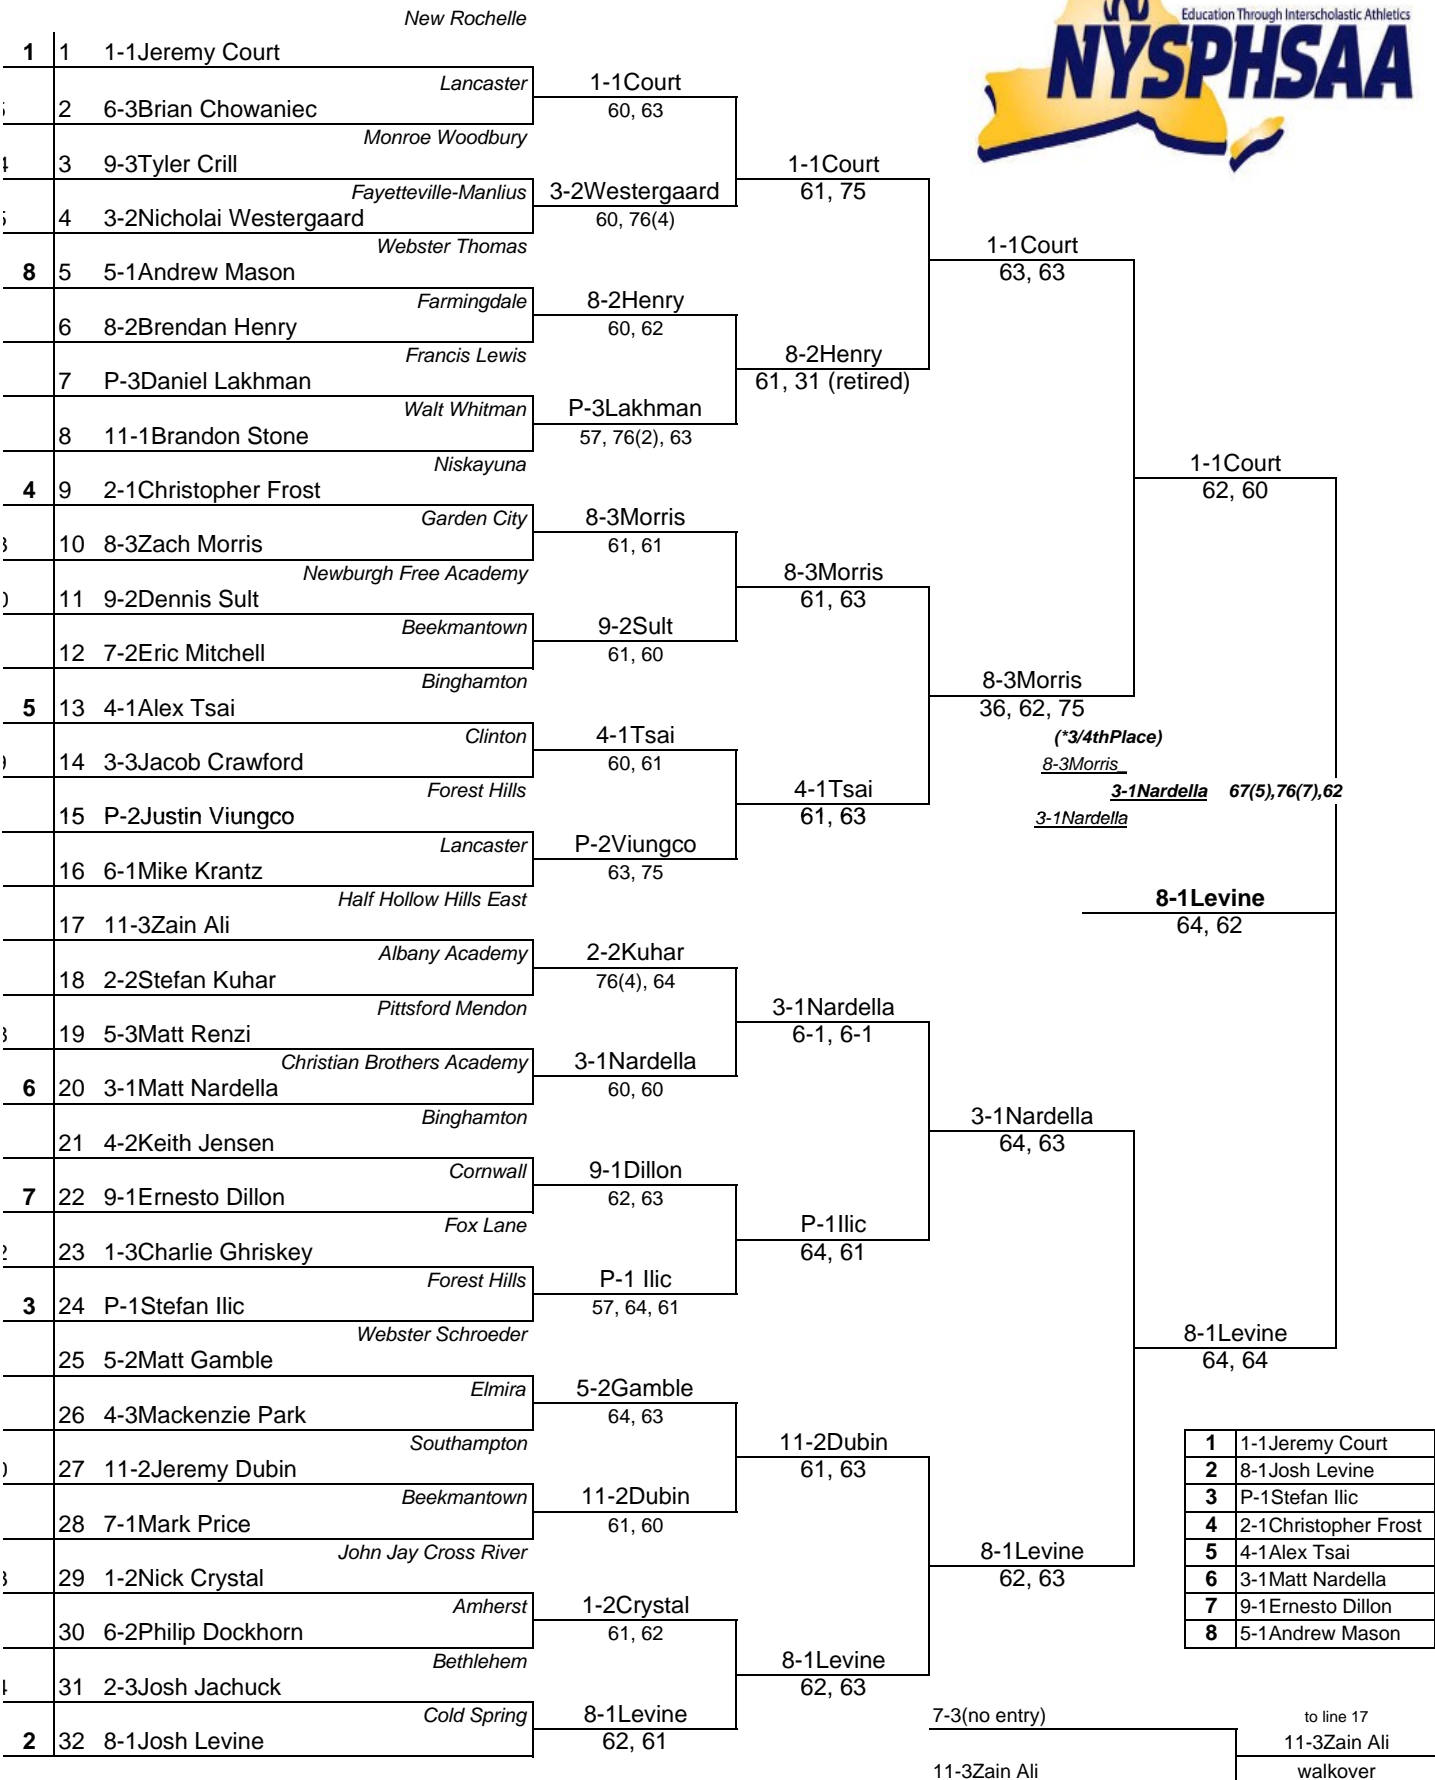 New Rochelle
Education Through Interscholastic Athletics
NYSPHSAA
1 1 1-1Jeremy Court
Lancaster 1-1Court
2 6-3Brian Chowaniec 60, 63
Monroe Woodbury
3 9-3Tyler Crill 1-1Court
Fayetteville-Manlius 3-2Westergaard 61, 75
4 3-2Nicholai Westergaard 60, 76(4)
Webster Thomas 1-1Court
8 5 5-1Andrew Mason 63, 63
Farmingdale 8-2Henry
6 8-2Brendan Henry 60, 62
Francis Lewis 8-2Henry
7 P-3Daniel Lakhman 61, 31 (retired)
Walt Whitman P-3Lakhman
8 11-1Brandon Stone 57, 76(2), 63
Niskayuna 1-1Court
4 9 2-1Christopher Frost 62, 60
Garden City 8-3Morris
10 8-3Zach Morris 61, 61
Newburgh Free Academy 8-3Morris
11 9-2Dennis Sult 61, 63
Beekmantown 9-2Sult
12 7-2Eric Mitchell 61, 60
Binghamton 8-3Morris
5 13 4-1Alex Tsai 36, 62, 75
Clinton 4-1Tsai (*3/4thPlace)
14 3-3Jacob Crawford 60, 61 8-3Morris_
Forest Hills 4-1Tsai 3-1Nardella 67(5),76(7),62
15 P-2Justin Viungco 61, 63 3-1Nardella
Lancaster P-2Viungco
16 6-1Mike Krantz 63, 75
Half Hollow Hills East 8-1Levine
17 11-3Zain Ali 64, 62
Albany Academy 2-2Kuhar
18 2-2Stefan Kuhar 76(4), 64
Pittsford Mendon 3-1Nardella
19 5-3Matt Renzi 6-1, 6-1
Christian Brothers Academy 3-1Nardella
6 20 3-1Matt Nardella 60, 60
Binghamton 3-1Nardella
21 4-2Keith Jensen 64, 63
Cornwall 9-1Dillon
7 22 9-1Ernesto Dillon 62, 63
Fox Lane P-1Ilic
23 1-3Charlie Ghriskey 64, 61
Forest Hills P-1 Ilic
3 24 P-1Stefan Ilic 57, 64, 61
Webster Schroeder 8-1Levine
25 5-2Matt Gamble 64, 64
Elmira 5-2Gamble
26 4-3Mackenzie Park 64, 63
Southampton 11-2Dubin 1 1-1Jeremy Court
27 11-2Jeremy Dubin 61, 63 2 8-1Josh Levine
Beekmantown 11-2Dubin 3 P-1Stefan Ilic
28 7-1Mark Price 61, 60 4 2-1Christopher Frost
John Jay Cross River 8-1Levine 5 4-1Alex Tsai
29 1-2Nick Crystal 62, 63 6 3-1Matt Nardella
Amherst 1-2Crystal 7 9-1Ernesto Dillon
30 6-2Philip Dockhorn 61, 62 8 5-1Andrew Mason
Bethlehem 8-1Levine
31 2-3Josh Jachuck 62, 63
Cold Spring 8-1Levine 7-3(no entry) to line 17
2 32 8-1Josh Levine 62, 61 11-3Zain Ali
11-3Zain Ali walkover